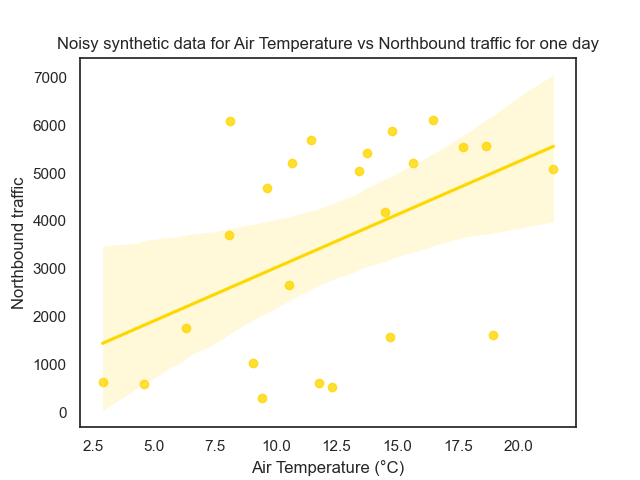 Noisy synthetic data for Air Temperature vs Northbound traffic for one day
7000
6000
5000
4000
3000
2000
1000
0
Northbound traffic
2.5 5.0 7.5 10.0 12.5 15.0 17.5 20.0
Air Temperature (°C)